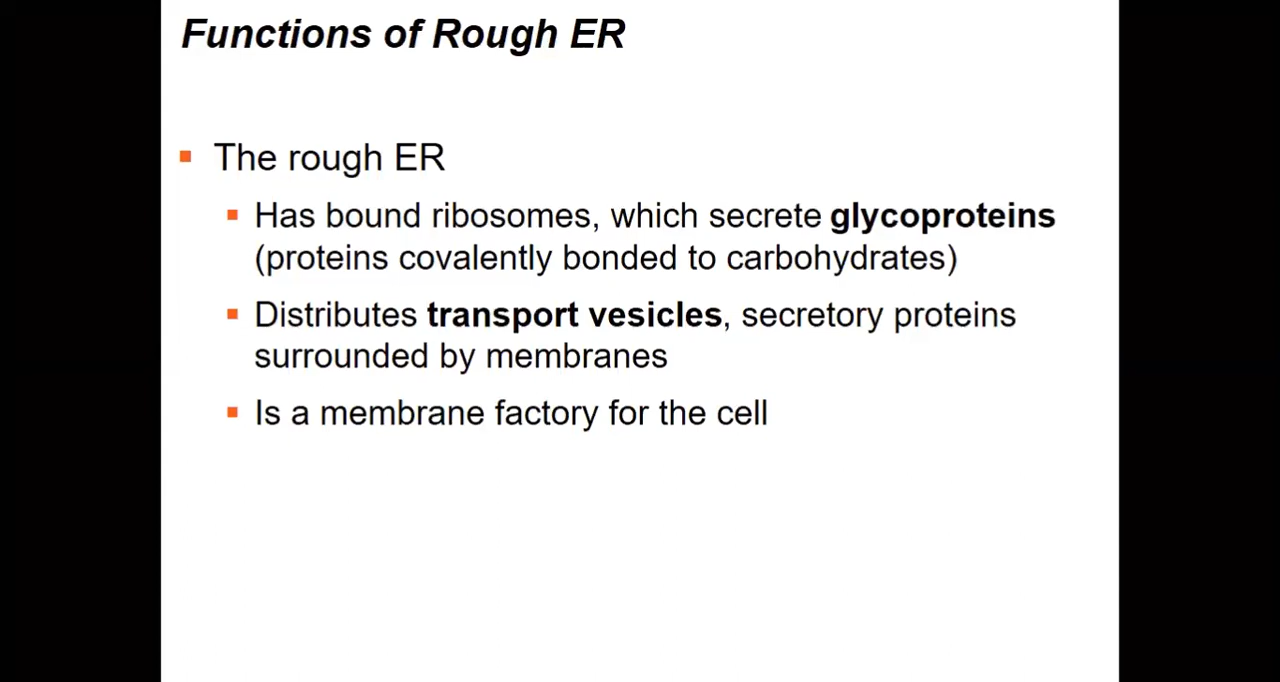 Functions of Rough ER
The rough ER
Has bound ribosomes, which secrete glycoproteins
(proteins covalently bonded to carbohydrates)
Distributes transport vesicles, secretory proteins
surrounded by membranes
Is a membrane factory for the cell